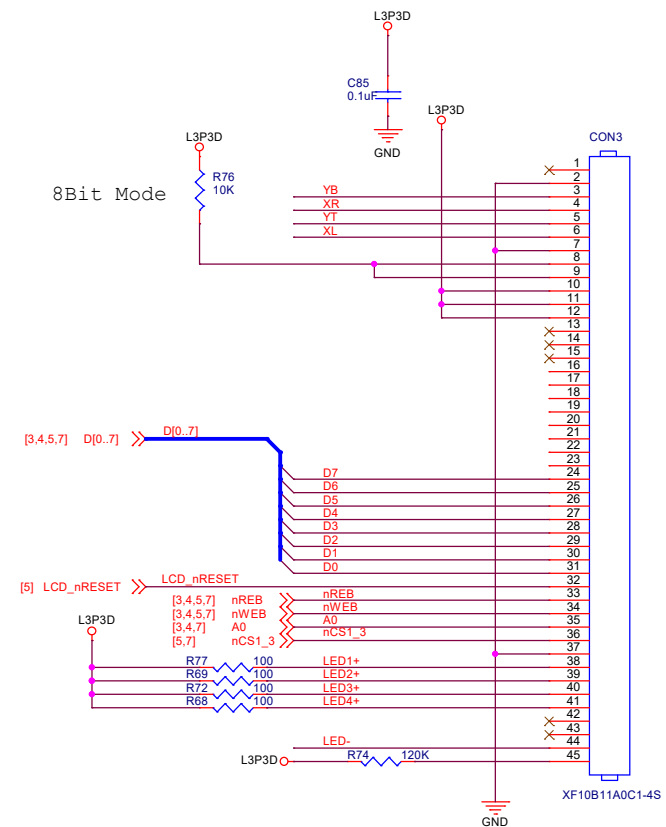 L3P3D
C85
0.1uF
GND
L3P3D
CON3
L3P3D
R76
10K
8Bit Mode
1
2
YB 3
XR 4
YT 5
XL 6
7
8
9
10
11
12
13
14
15
16
17
18
19
20
21
22
23
[3,4,5,7] D[0..7] D[0..7]
D7 24
D6 25
D5 26
D4 27
D3 28
D2 29
D1 30
D0 31
[5] LCD_nRESET LCD_nRESET 32
[3,4,5,7] nREB nREB 33
[3,4,5,7] nWEB nWEB 34
[3,4,7] A0 A0 35
[5,7] nCS1_3 nCS1_3 36
L3P3D
37
R77 100 LED1+ 38
R69 100 LED2+ 39
R72 100 LED3+ 40
R68 100 LED4+ 41
42
43
LED- 44
L3P3D R74 120K 45
XF10B11A0C1-4S
GND